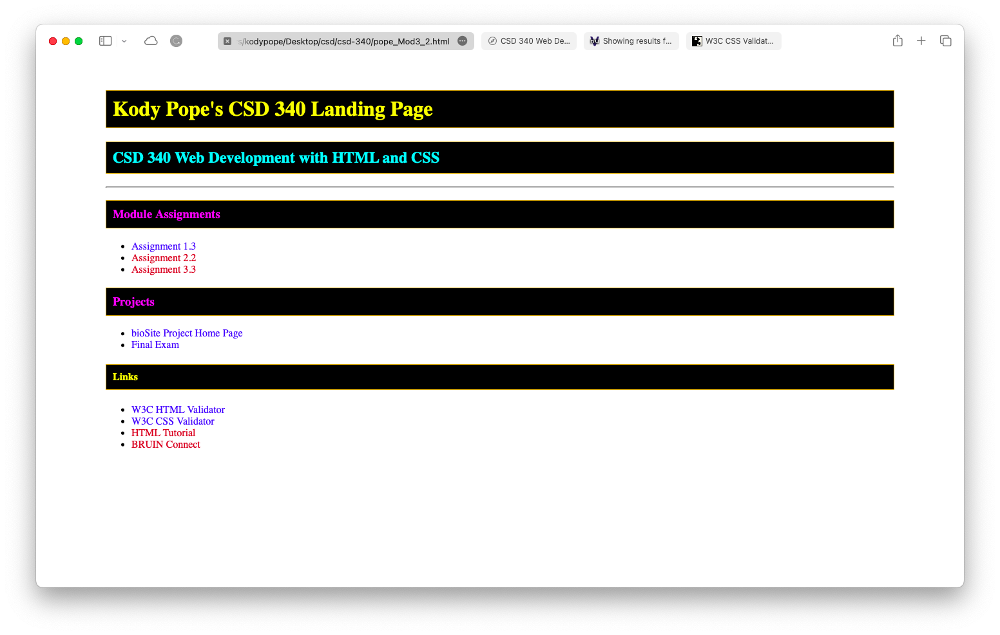 s/kodypope/Desktop/csd/csd-340/pope_Mod3_2.html
CSD 340 Web De...
nu
Showing results f...
W3C CSS Validat...
Kody Pope's CSD 340 Landing Page
CSD 340 Web Development with HTML and CSS
Module Assignments
Assignment 1.3
Assignment 2.2
Assignment 3.3
Projects
bioSite Project Home Page
Final Exam
Links
W3C HTML Validator
W3C CSS Validator
HTML Tutorial
BRUIN Connect